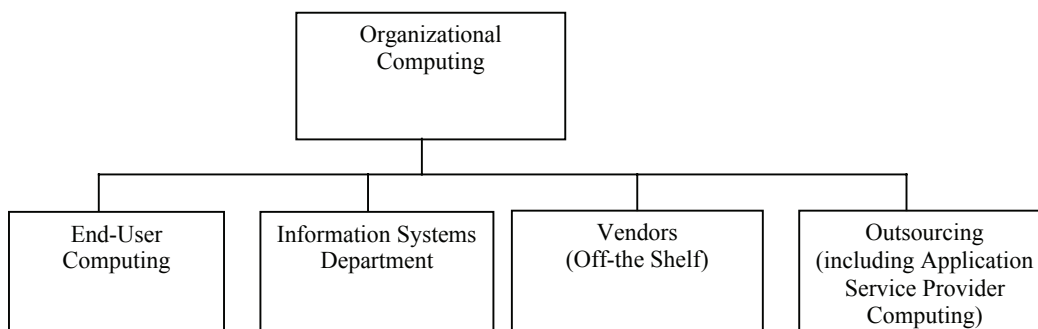 Organizational
Computing
End-User
Computing
Information Systems
Department
Vendors
(Off-the Shelf)
Outsourcing
(including Application
Service Provider
Computing)